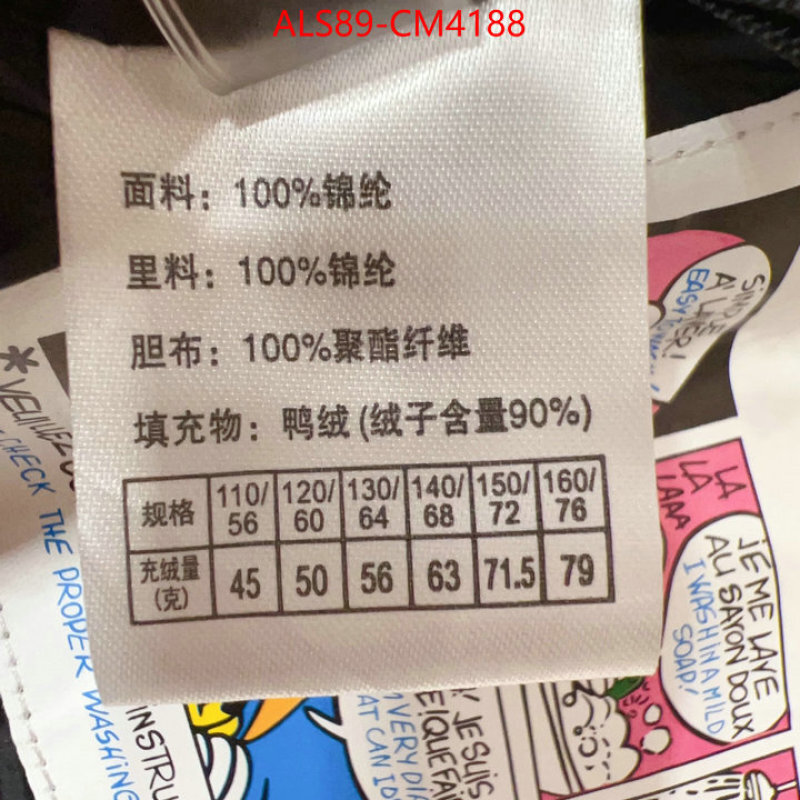 ALS89-CM4188
面料：100%锦纶
里料：100%锦纶
胆布：100%聚酯纤维
填充物：鸭绒(绒子含量90%)
规格 110/56 120/60 130/64 140/68 150/72 160/76
充绒量(克) 45 50 56 63 71.5 79
CHECK THE PROPER WASHING
EASY
LA
LA
LAAA
JE ME LAVE
AU SAVON DOUX
I WASH IN A MILD
SOAP!
JE SUIS